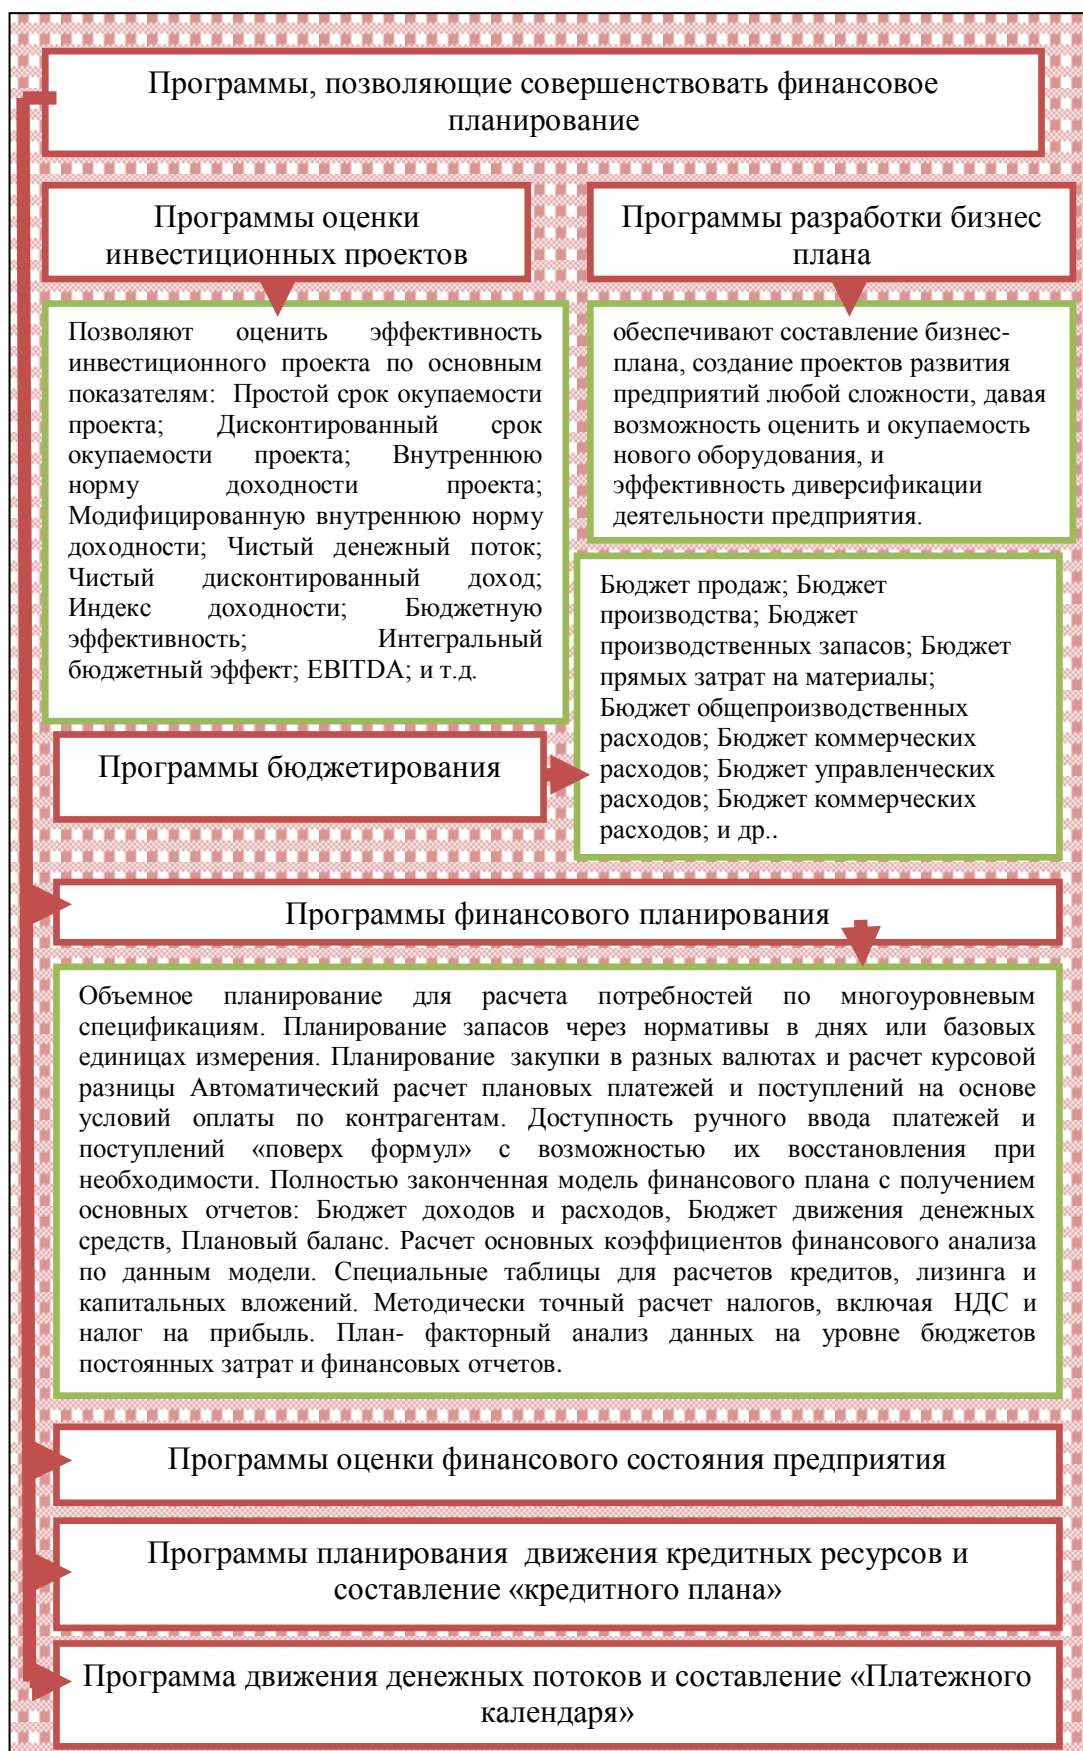 Программы, позволяющие совершенствовать финансовое
планирование
Программы оценки
инвестиционных проектов
Программы разработки бизнес
плана
Позволяют оценить эффективность
инвестиционного проекта по основным
показателям: Простой срок окупаемости
проекта; Дисконтированный срок
окупаемости проекта; Внутреннюю
норму доходности проекта;
Модифицированную внутреннюю норму
доходности; Чистый денежный поток;
Чистый дисконтированный доход;
Индекс доходности; Бюджетную
эффективность; Интегральный
бюджетный эффект; EBITDA; и т.д.
обеспечивают составление бизнес-
плана, создание проектов развития
предприятий любой сложности, давая
возможность оценить и окупаемость
нового оборудования, и
эффективность диверсификации
деятельности предприятия.
Программы бюджетирования
Бюджет продаж; Бюджет
производства; Бюджет
производственных запасов; Бюджет
прямых затрат на материалы;
Бюджет общепроизводственных
расходов; Бюджет коммерческих
расходов; Бюджет управленческих
расходов; Бюджет коммерческих
расходов; и др..
Программы финансового планирования
Объемное планирование для расчета потребностей по многоуровневым
спецификациям. Планирование запасов через нормативы в днях или базовых
единицах измерения. Планирование закупки в разных валютах и расчет курсовой
разницы Автоматический расчет плановых платежей и поступлений на основе
условий оплаты по контрагентам. Доступность ручного ввода платежей и
поступлений «поверх формул» с возможностью их восстановления при
необходимости. Полностью законченная модель финансового плана с получением
основных отчетов: Бюджет доходов и расходов, Бюджет движения денежных
средств, Плановый баланс. Расчет основных коэффициентов финансового анализа
по данным модели. Специальные таблицы для расчетов кредитов, лизинга и
капитальных вложений. Методически точный расчет налогов, включая НДС и
налог на прибыль. План- факторный анализ данных на уровне бюджетов
постоянных затрат и финансовых отчетов.
Программы оценки финансового состояния предприятия
Программы планирования движения кредитных ресурсов и
составление «кредитного плана»
Программа движения денежных потоков и составление «Платежного
календаря»